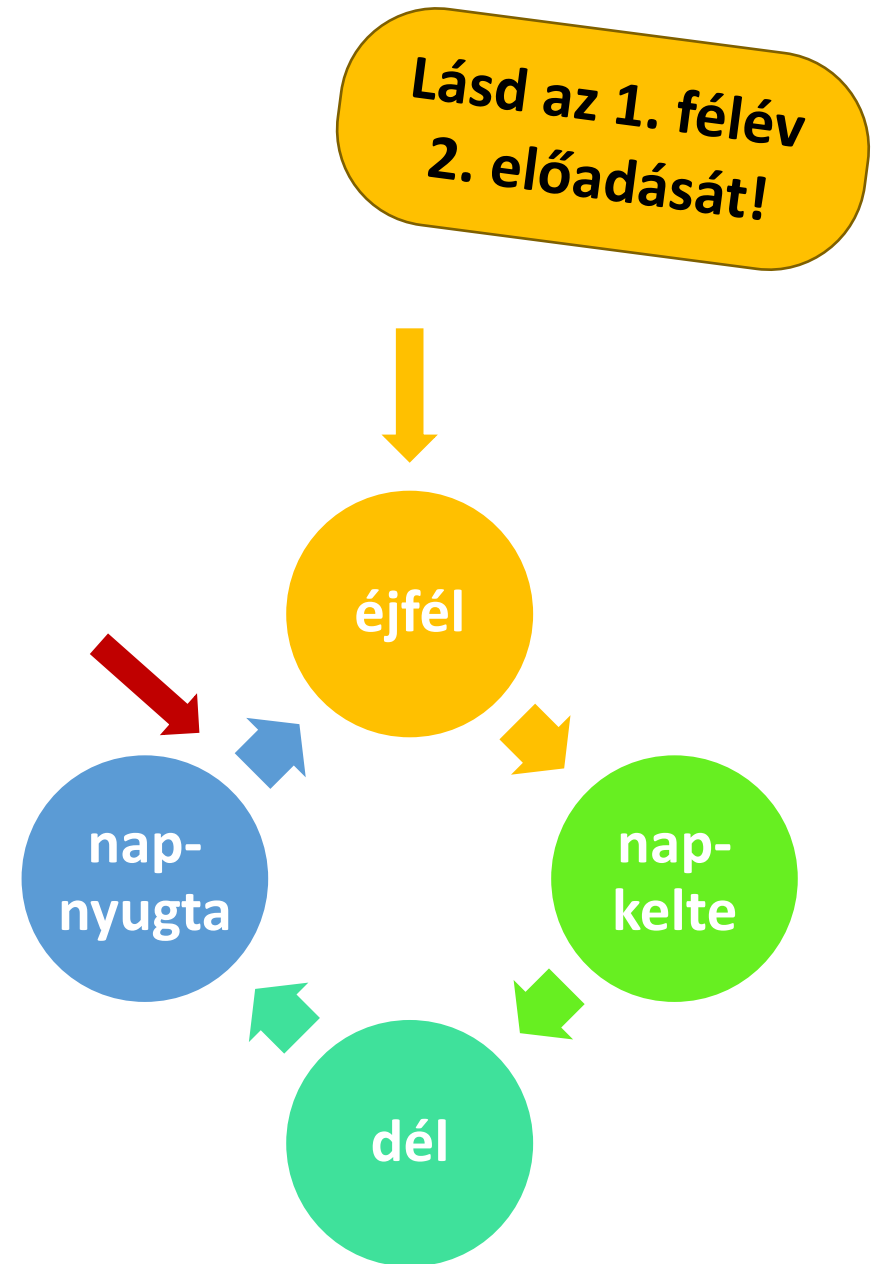 Lásd az 1. félév
2. előadását!
éjfél
nap-
nyugta
nap-
kelte
dél